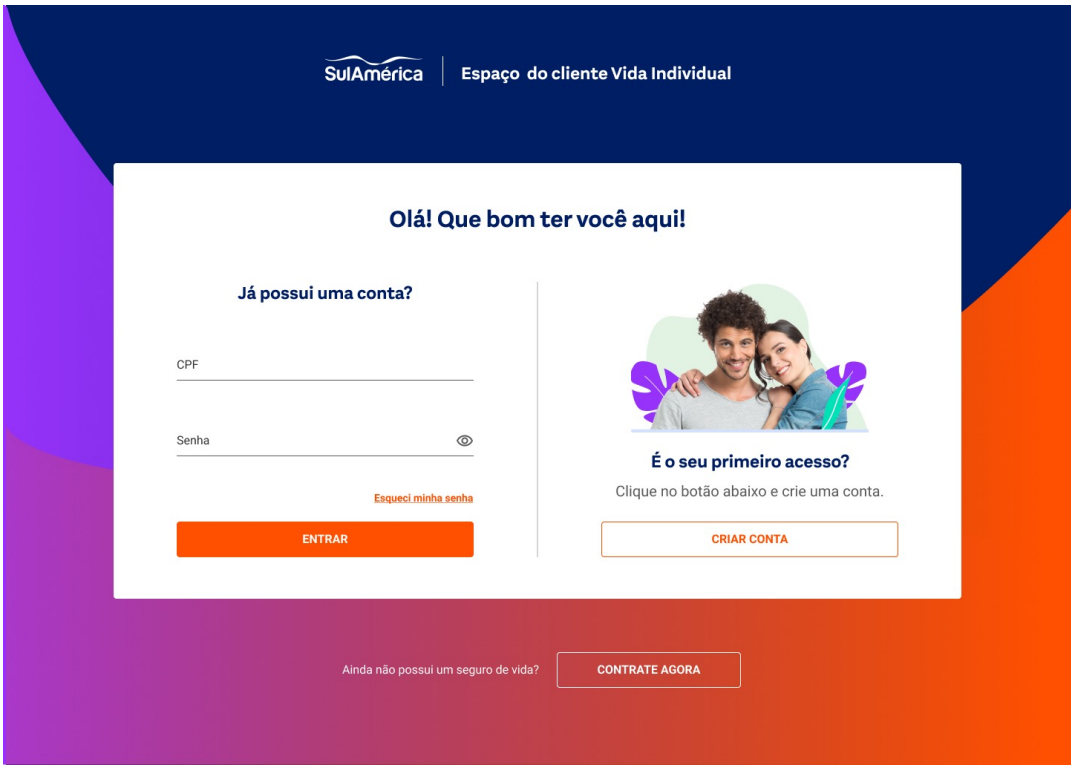 SulAmérica
Espaço do cliente Vida Individual
Olá! Que bom ter você aqui!
Já possui uma conta?
CPF
Senha
Esqueci minha senha
ENTRAR
É o seu primeiro acesso?
Clique no botão abaixo e crie uma conta.
CRIAR CONTA
Ainda não possui um seguro de vida?
CONTRATE AGORA